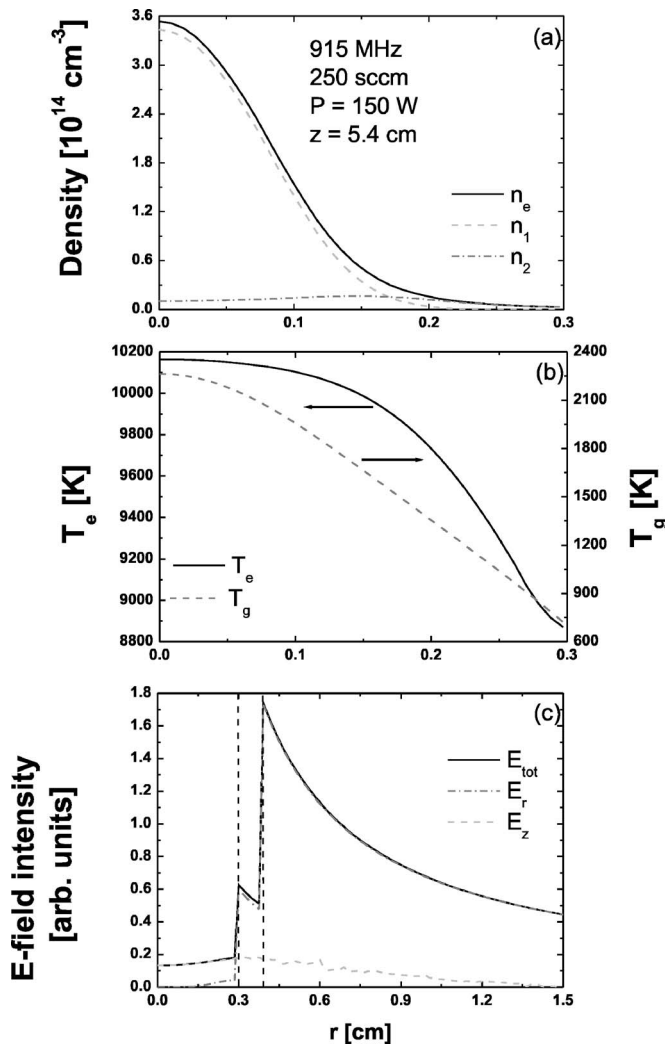 (a)
915 MHz
250 sccm
P = 150 W
z = 5.4 cm
n_e
n_1
n_2
Density [10^14 cm^-3]
3.6
3.0
2.4
1.8
1.2
0.6
0.0
0.0 0.1 0.2 0.3
(b)
T_e [K]
10200
10000
9800
9600
9400
9200
9000
8800
T_g [K]
2400
2100
1800
1500
1200
900
600
T_e
T_g
0.0 0.1 0.2 0.3
(c)
E_tot
E_r
E_z
E-field intensity
[arb. units]
1.8
1.6
1.4
1.2
1.0
0.8
0.6
0.4
0.2
0.0
0.0 0.3 0.6 0.9 1.2 1.5
r [cm]